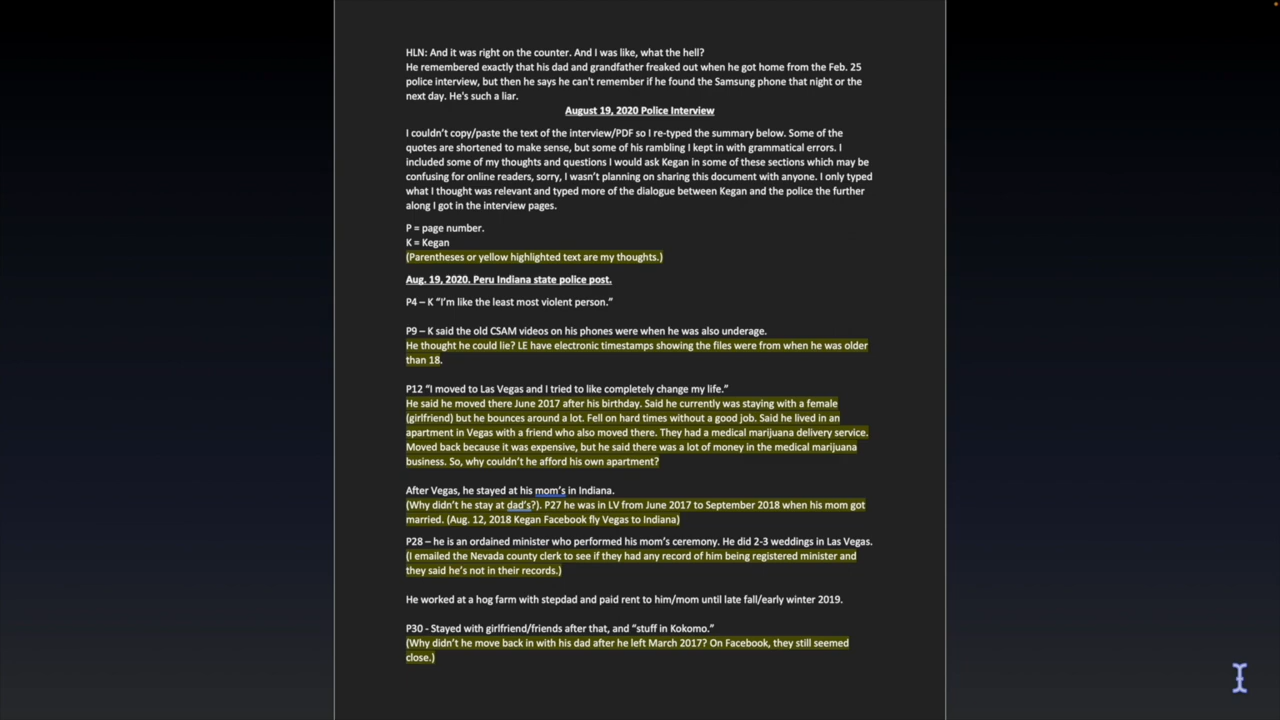 HLN: And it was right on the counter. And I was like, what the hell?
He remembered exactly that his dad and grandfather freaked out when he got home from the Feb. 25
police interview, but then he says he can't remember if he found the Samsung phone that night or the
next day. He's such a liar.
August 19, 2020 Police Interview
I couldn't copy/paste the text of the interview/PDF so I re-typed the summary below. Some of the
quotes are shortened to make sense, but some of his rambling I kept in with grammatical errors. I
included some of my thoughts and questions I would ask Kegan in some of these sections which may be
confusing for online readers, sorry, I wasn't planning on sharing this document with anyone. I only typed
what I thought was relevant and typed more of the dialogue between Kegan and the police the further
along I got in the interview pages.
P = page number.
K = Kegan
(Parentheses or yellow highlighted text are my thoughts.)
Aug. 19, 2020. Peru Indiana state police post.
P4 – K "I'm like the least most violent person."
P9 – K said the old CSAM videos on his phones were when he was also underage.
He thought he could lie? LE have electronic timestamps showing the files were from when he was older
than 18.
P12 "I moved to Las Vegas and I tried to like completely change my life."
He said he moved there June 2017 after his birthday. Said he currently was staying with a female
(girlfriend) but he bounces around a lot. Fell on hard times without a good job. Said he lived in an
apartment in Vegas with a friend who also moved there. They had a medical marijuana delivery service.
Moved back because it was expensive, but he said there was a lot of money in the medical marijuana
business. So, why couldn't he afford his own apartment?
After Vegas, he stayed at his mom's in Indiana.
(Why didn't he stay at dad's?). P27 he was in LV from June 2017 to September 2018 when his mom got
married. (Aug. 12, 2018 Kegan Facebook fly Vegas to Indiana)
P28 – he is an ordained minister who performed his mom's ceremony. He did 2-3 weddings in Las Vegas.
(I emailed the Nevada county clerk to see if they had any record of him being registered minister and
they said he's not in their records.)
He worked at a hog farm with stepdad and paid rent to him/mom until late fall/early winter 2019.
P30 - Stayed with girlfriend/friends after that, and "stuff in Kokomo."
(Why didn't he move back in with his dad after he left March 2017? On Facebook, they still seemed
close.)